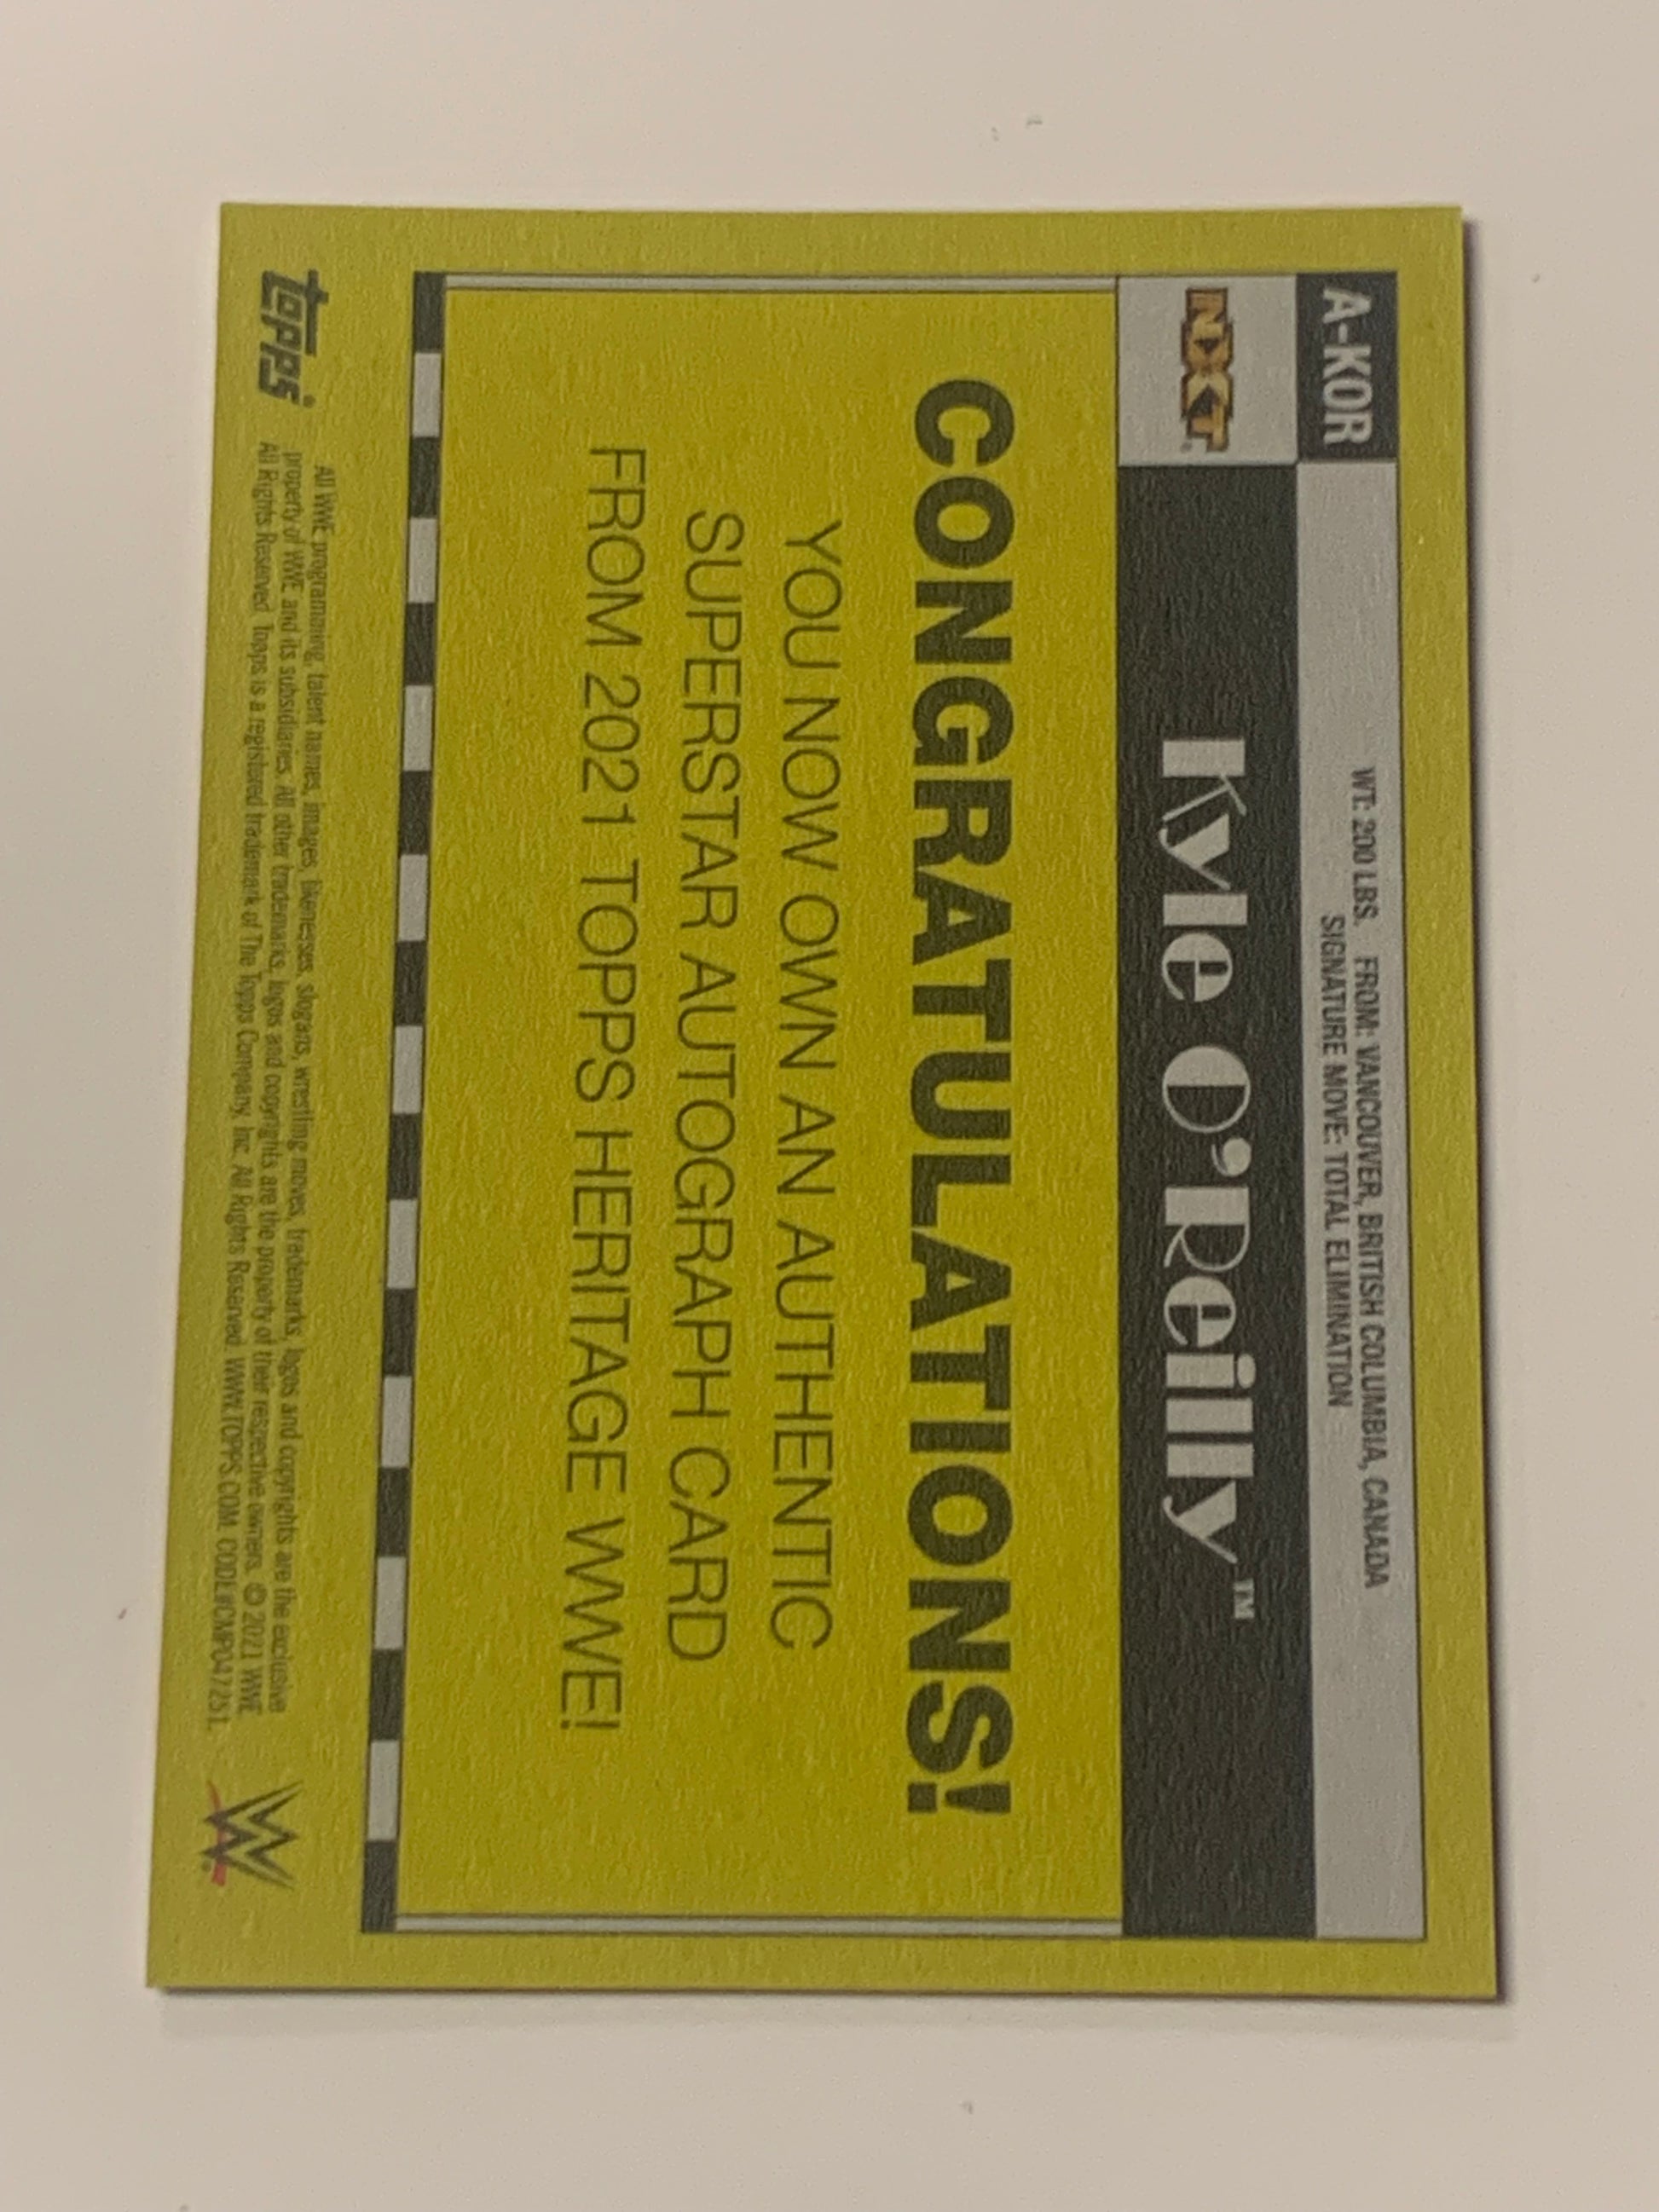 A-KOR
WT: 200 LBS. FROM: VANCOUVER, BRITISH COLUMBIA, CANADA
SIGNATURE MOVE: TOTAL ELIMINATION
NXT
Kyle O'Reilly™
CONGRATULATIONS!
YOU NOW OWN AN AUTHENTIC
SUPERSTAR AUTOGRAPH CARD
FROM 2021 TOPPS HERITAGE WWE!
topps®
All WWE programming, talent names, images, likenesses, slogans, wrestling moves, trademarks, logos and copyrights are the exclusive
property of WWE and its subsidiaries. All other trademarks, logos and copyrights are the property of their respective owners. © 2021 WWE.
All Rights Reserved. Topps is a registered trademark of The Topps Company, Inc. All Rights Reserved. WWW.TOPPS.COM. CODE#CMP047251.
W